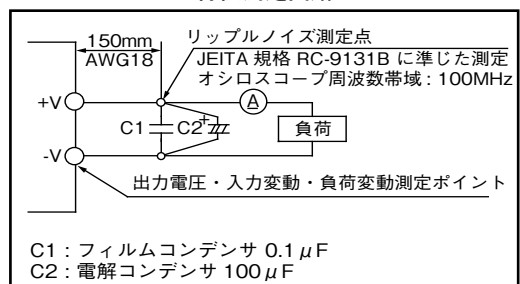 150mm
AWG18
リップルノイズ測定点
JEITA 規格 RC-9131B に準じた測定
オシロスコープ周波数帯域：100MHz
+V
A
C1
C2
+
負荷
-V
出力電圧・入力変動・負荷変動測定ポイント
C1：フィルムコンデンサ 0.1μF
C2：電解コンデンサ 100μF